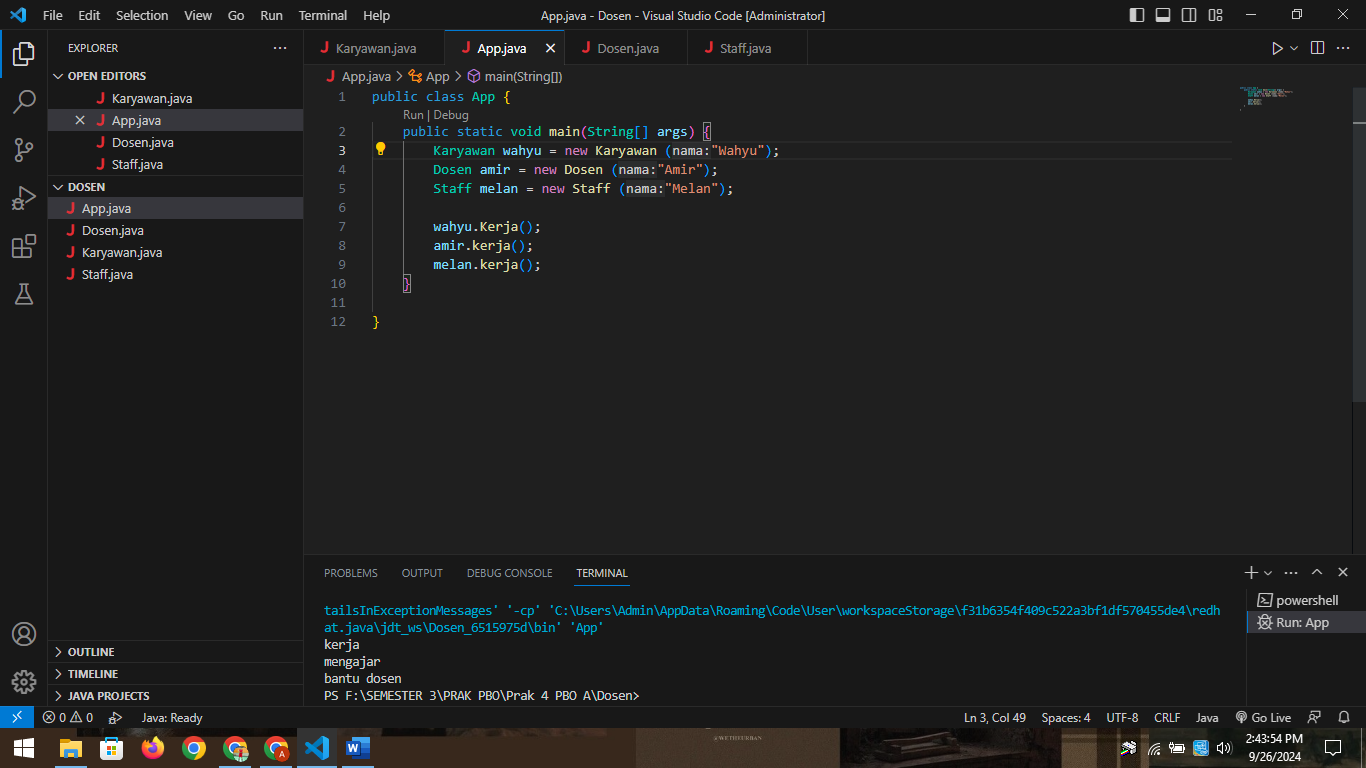 File Edit Selection View Go Run Terminal Help
App.java - Dosen - Visual Studio Code [Administrator]
EXPLORER
OPEN EDITORS
Karyawan.java
App.java
Dosen.java
Staff.java
DOSEN
App.java
Dosen.java
Karyawan.java
Staff.java
OUTLINE
TIMELINE
JAVA PROJECTS
Karyawan.java App.java Dosen.java Staff.java
App.java > App > main(String[])
1 public class App {
Run | Debug
2 public static void main(String[] args) {
3 Karyawan wahyu = new Karyawan (nama:"Wahyu");
4 Dosen amir = new Dosen (nama:"Amir");
5 Staff melan = new Staff (nama:"Melan");
6
7 wahyu.Kerja();
8 amir.kerja();
9 melan.kerja();
10 }
11
12 }
PROBLEMS OUTPUT DEBUG CONSOLE TERMINAL
tailsInExceptionMessages' '-cp' 'C:\Users\Admin\AppData\Roaming\Code\User\workspaceStorage\f31b6354f409c522a3bf1df570455de4\redh
at.java\jdt_ws\Dosen_6515975d\bin' 'App'
kerja
mengajar
bantu dosen
PS F:\SEMESTER 3\PRAK PBO\Prak 4 PBO A\Dosen>
powershell
Run: App
0 0 Java: Ready
Ln 3, Col 49 Spaces: 4 UTF-8 CRLF Java Go Live
2:43:54 PM
9/26/2024